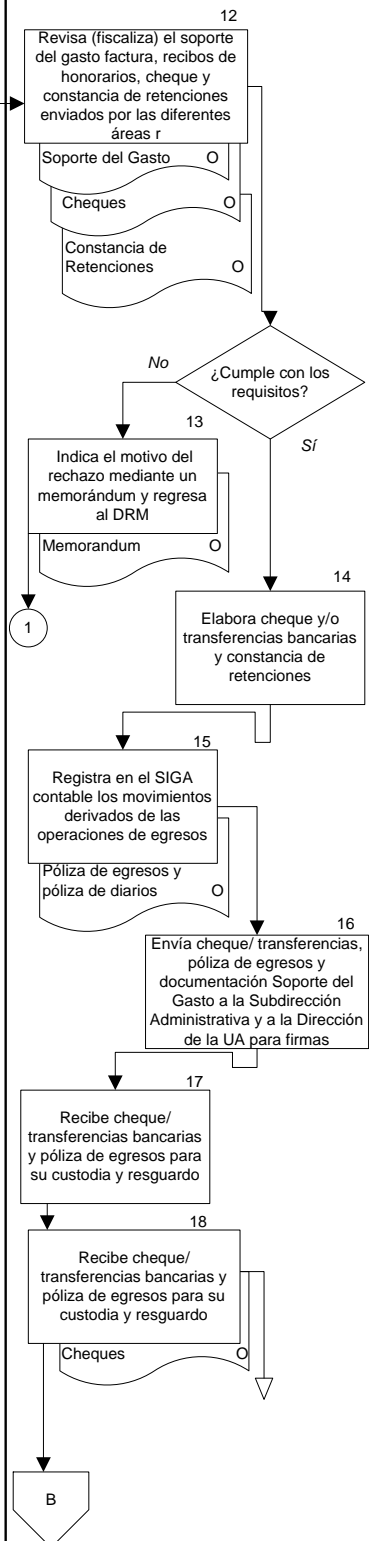 12
Revisa (fiscaliza) el soporte
del gasto factura, recibos de
honorarios, cheque y
constancia de retenciones
enviados por las diferentes
áreas r
Soporte del Gasto O
Cheques O
Constancia de
Retenciones O
¿Cumple con los
requisitos?
No
Sí
13
Indica el motivo del
rechazo mediante un
memorándum y regresa
al DRM
Memorandum O
1
14
Elabora cheque y/o
transferencias bancarias
y constancia de
retenciones
15
Registra en el SIGA
contable los movimientos
derivados de las
operaciones de egresos
Póliza de egresos y
póliza de diarios O
16
Envía cheque/ transferencias,
póliza de egresos y
documentación Soporte del
Gasto a la Subdirección
Administrativa y a la Dirección
de la UA para firmas
17
Recibe cheque/
transferencias bancarias
y póliza de egresos para
su custodia y resguardo
18
Recibe cheque/
transferencias bancarias y
póliza de egresos para su
custodia y resguardo
Cheques O
B